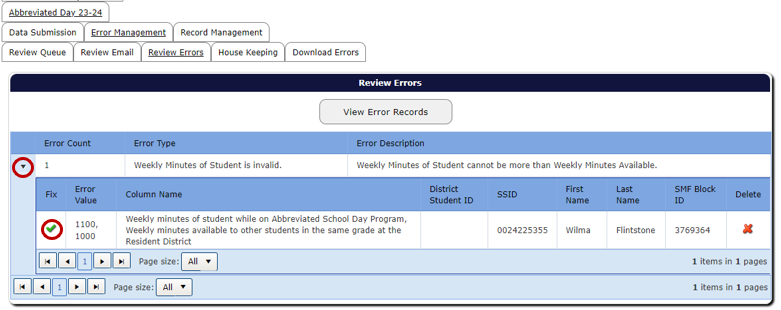 Abbreviated Day 23-24
Data Submission Error Management Record Management
Review Queue Review Email Review Errors House Keeping Download Errors
Review Errors
View Error Records
Error Count Error Type Error Description
1 Weekly Minutes of Student is invalid. Weekly Minutes of Student cannot be more than Weekly Minutes Available.
Fix Error Value Column Name District Student ID SSID First Name Last Name SMF Block ID Delete
1100, 1000 Weekly minutes of student while on Abbreviated School Day Program, Weekly minutes available to other students in the same grade at the Resident District 0024225355 Wilma Flintstone 3769364
1 Page size: All 1 items in 1 pages
1 Page size: All 1 items in 1 pages